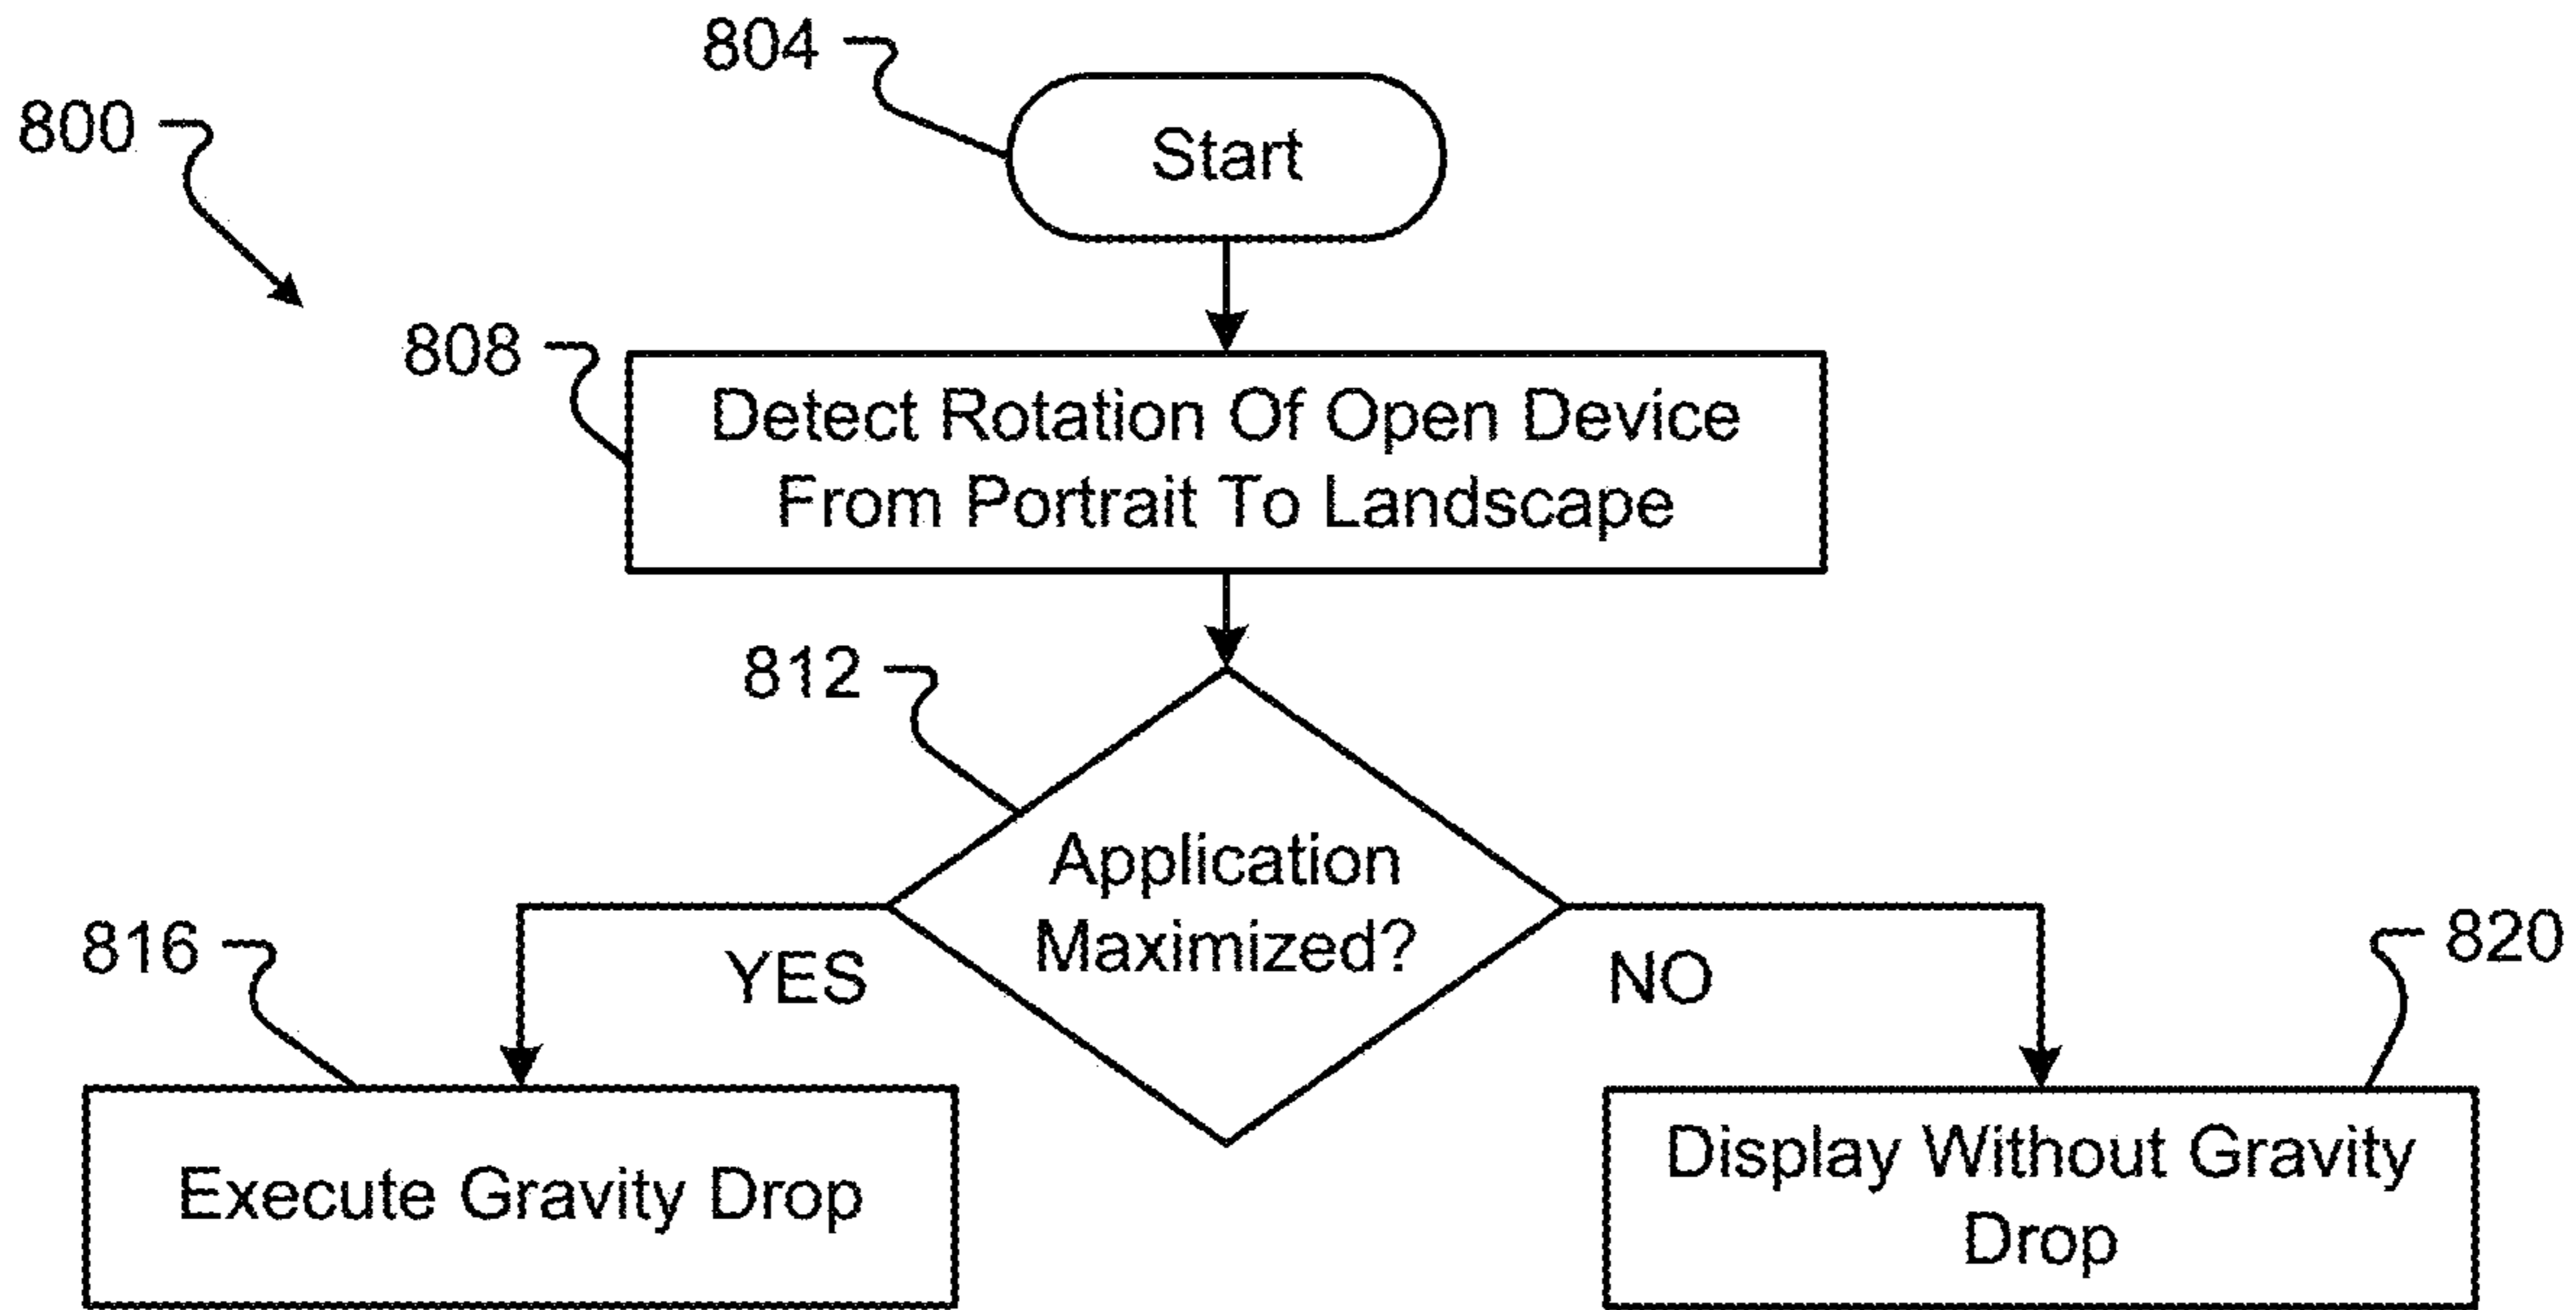 804
Start
800
808
Detect Rotation Of Open Device
From Portrait To Landscape
812
Application
Maximized?
YES
NO
816
820
Execute Gravity Drop
Display Without Gravity
Drop